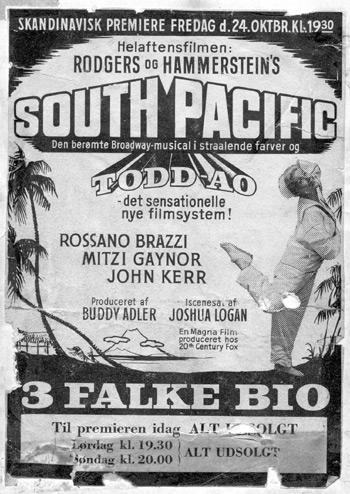 SKANDINAVISK PREMIERE FREDAG d. 24. OKTBR. KL. 19³⁰
Helaftensfilmen:
RODGERS OG HAMMERSTEIN'S
SOUTH PACIFIC
Den berømte Broadway-musical i straalende farver og
TODD-AO
- det sensationelle
nye filmsystem!
ROSSANO BRAZZI
MITZI GAYNOR
JOHN KERR
Produceret af
BUDDY ADLER
Iscenesat af
JOSHUA LOGAN
En Magna Film
produceret hos
20th Century Fox
3 FALKE BIO
Til premieren idag ALT UDSOLGT
Lørdag kl. 19.30
Søndag kl. 20.00
ALT UDSOLGT